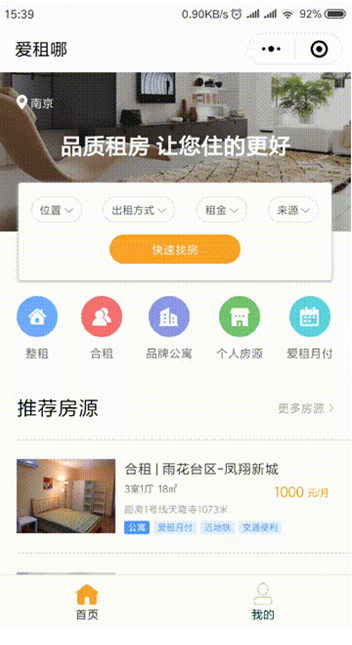 15:39 0.90KB/s 92%
爱租哪
南京
品质租房 让您住的更好
位置 出租方式 租金 来源
快速找房
整租 合租 品牌公寓 个人房源 爱租月付
推荐房源 更多房源
合租 | 雨花台区-凤翔新城
3室1厅 18㎡
1000 元/月
距离1号线天隆寺1073米
公寓 爱租月付 近地铁 交通便利
首页 我的